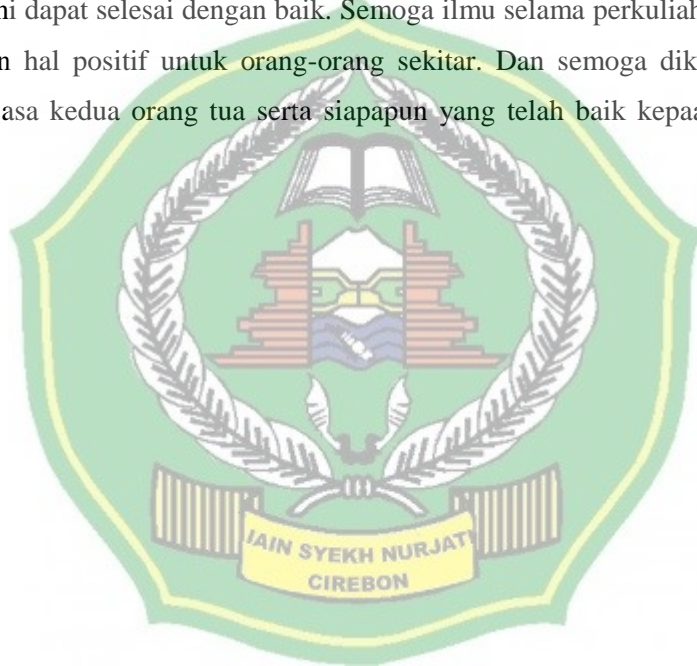 ni dapat selesai dengan baik. Semoga ilmu selama perkuliah
n hal positif untuk orang-orang sekitar. Dan semoga dik
asa kedua orang tua serta siapapun yang telah baik kepaa
IAIN SYEKH NURJATI
CIREBON